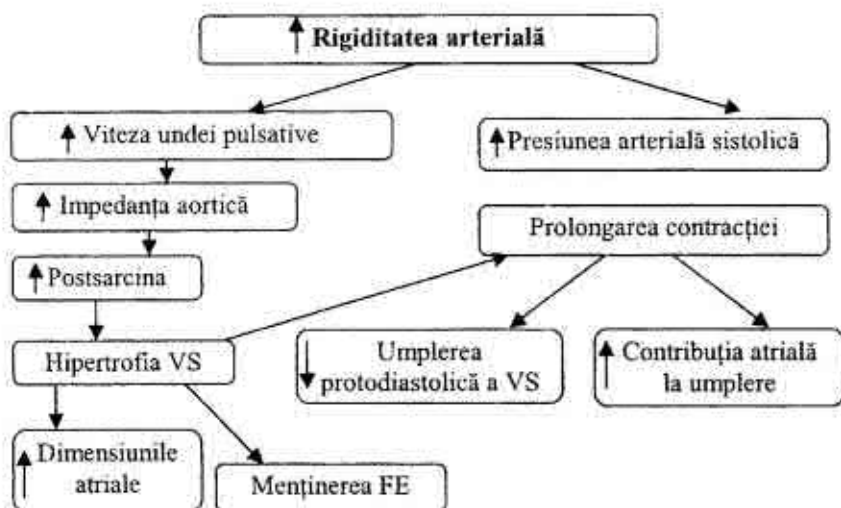 ↑ Rigiditatea arterială
↑ Viteza undei pulsative
↑ Presiunea arterială sistolică
↑ Impedanța aortică
Prolongarea contracției
↑ Postsarcina
Hipertrofia VS
↓ Umplerea
protodiastolică a VS
↑ Contribuția atrială
la umplere
↑ Dimensiunile
atriale
Menținerea FE